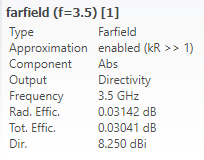 farfield (f=3.5) [1]
Type Farfield
Approximation enabled (kR >> 1)
Component Abs
Output Directivity
Frequency 3.5 GHz
Rad. Effic. 0.03142 dB
Tot. Effic. 0.03041 dB
Dir. 8.250 dBi